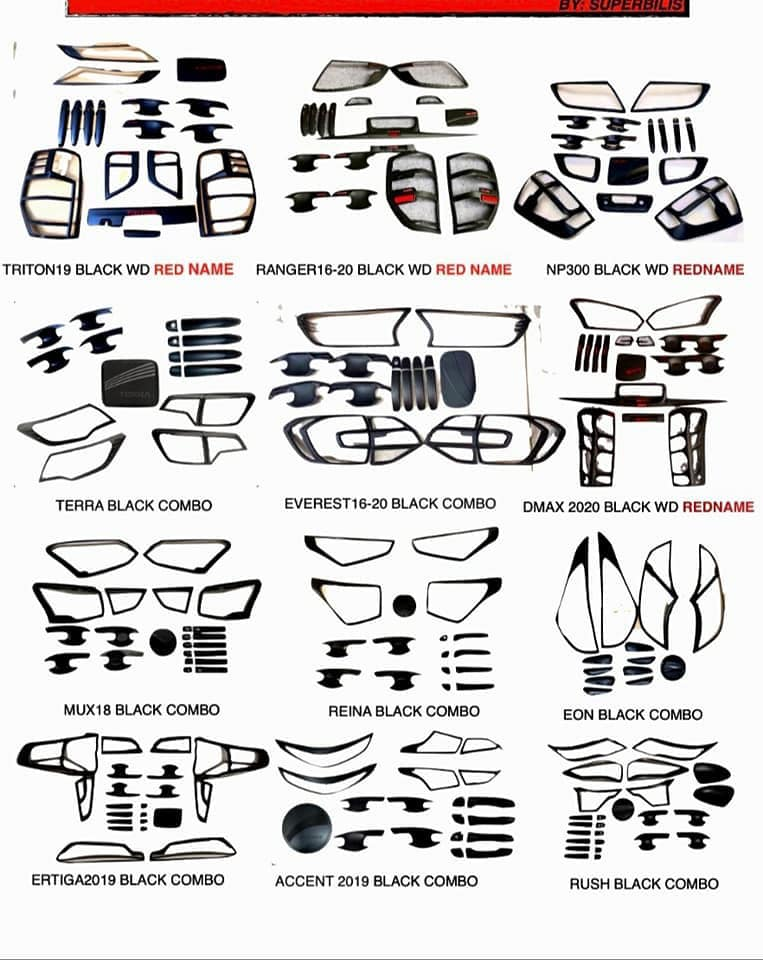 BY: SUPERBILIS
TRITON19 BLACK WD RED NAME
RANGER16-20 BLACK WD RED NAME
NP300 BLACK WD REDNAME
TERRA
TERRA BLACK COMBO
EVEREST16-20 BLACK COMBO
DMAX 2020 BLACK WD REDNAME
MUX18 BLACK COMBO
REINA BLACK COMBO
EON BLACK COMBO
ERTIGA2019 BLACK COMBO
ACCENT 2019 BLACK COMBO
RUSH BLACK COMBO